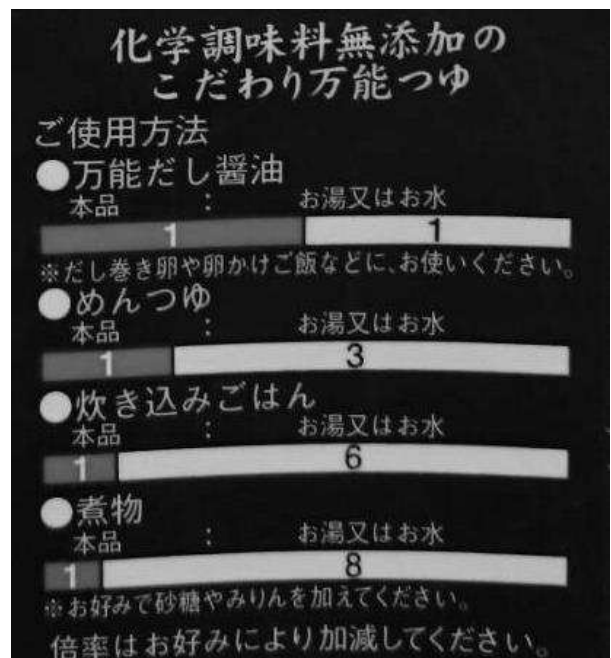 化学調味料無添加の
こだわり万能つゆ
ご使用方法
●万能だし醤油
本品 : お湯又はお水
1 1
※だし巻き卵や卵かけご飯などに、お使いください。
●めんつゆ
本品 : お湯又はお水
1 3
●炊き込みごはん
本品 : お湯又はお水
1 6
●煮物
本品 : お湯又はお水
1 8
※お好みで砂糖やみりんを加えてください。
倍率はお好みにより加減してください。